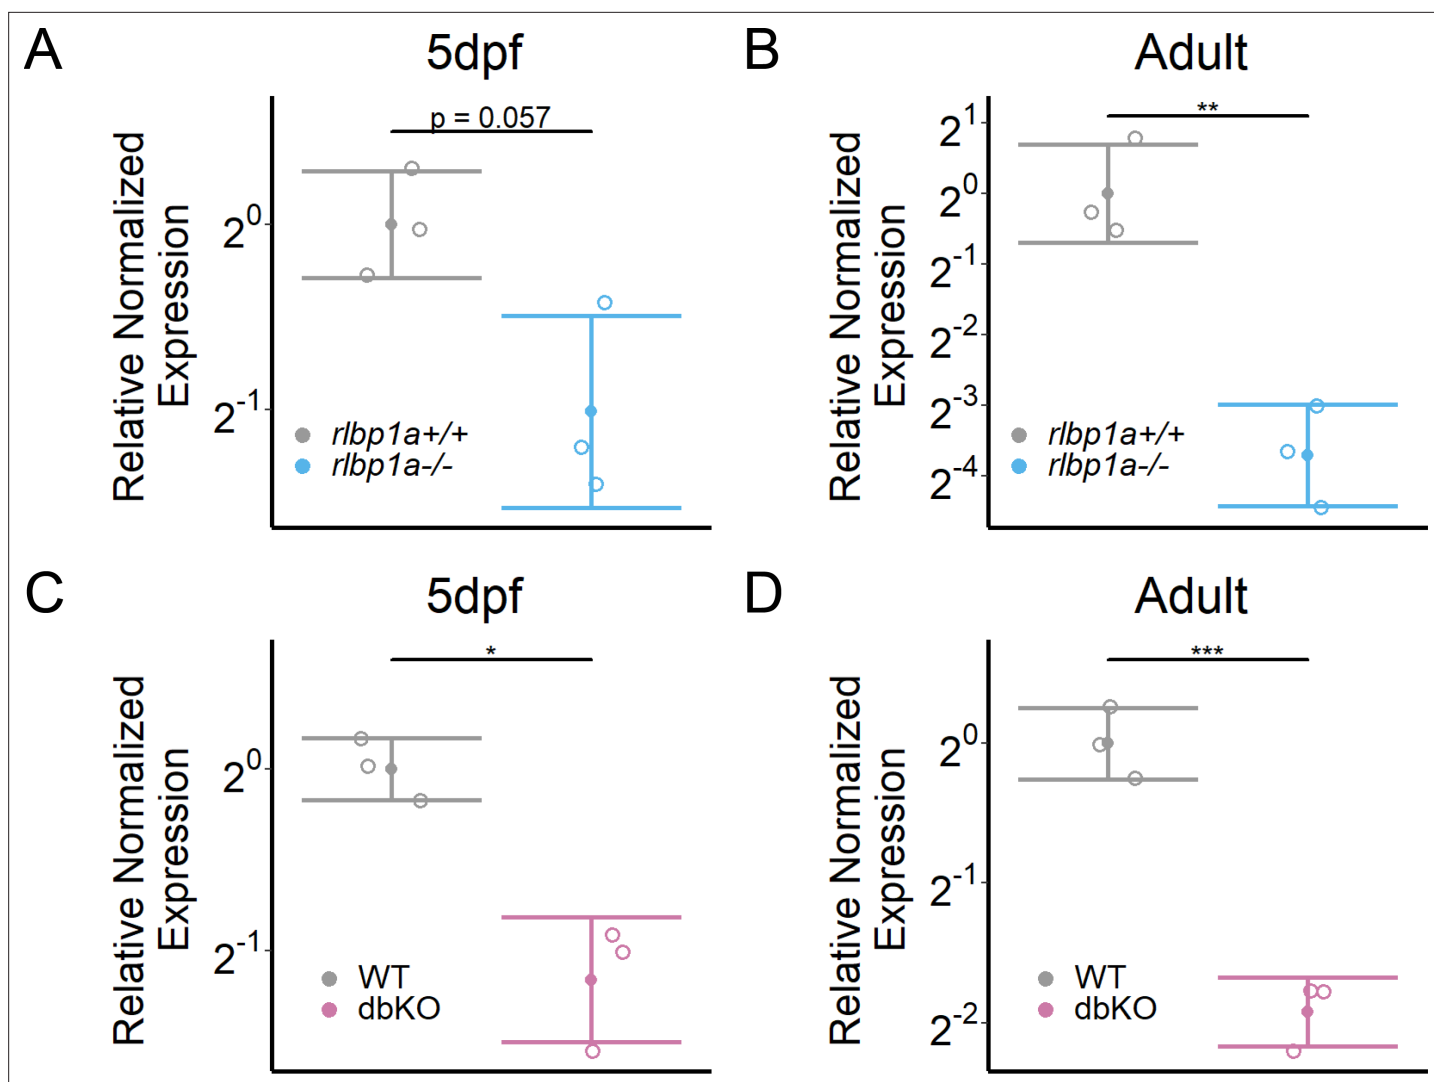 A
5dpf
p = 0.057
Relative Normalized
Expression
2^0
2^-1
rlbp1a+/+
rlbp1a-/-
B
Adult
**
Relative Normalized
Expression
2^1
2^0
2^-1
2^-2
2^-3
2^-4
rlbp1a+/+
rlbp1a-/-
C
5dpf
*
Relative Normalized
Expression
2^0
2^-1
WT
dbKO
D
Adult
***
Relative Normalized
Expression
2^0
2^-1
2^-2
WT
dbKO